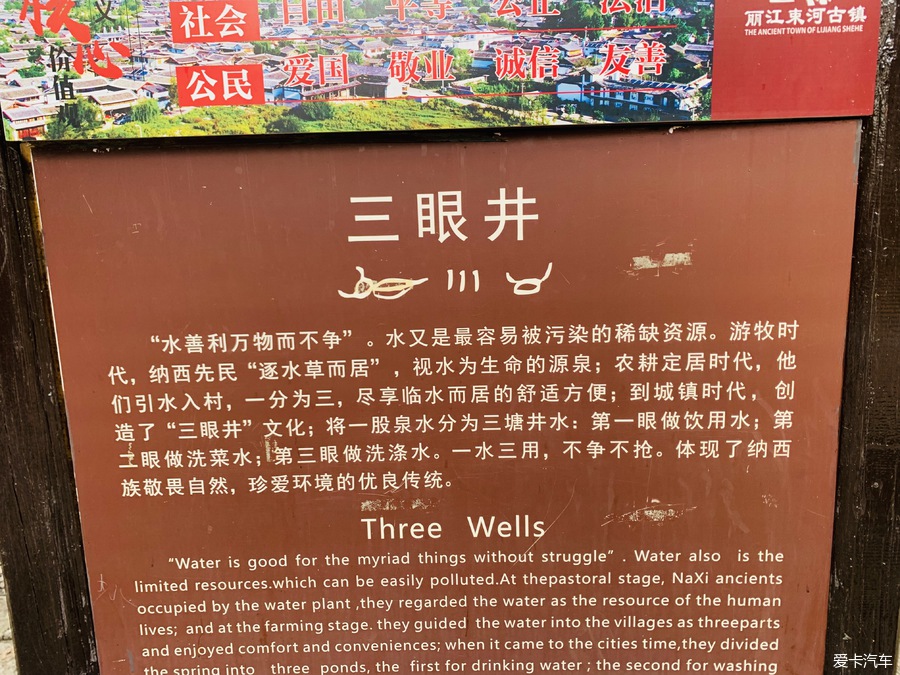 社会 自由 平等 公正 法治
价值
公民 爱国 敬业 诚信 友善
丽江束河古镇
THE ANCIENT TOWN OF LIJIANG SHEHE
三眼井
“水善利万物而不争”。水又是最容易被污染的稀缺资源。游牧时
代，纳西先民“逐水草而居”，视水为生命的源泉；农耕定居时代，他
们引水入村，一分为三，尽享临水而居的舒适方便；到城镇时代，创
造了“三眼井”文化；将一股泉水分为三塘井水：第一眼做饮用水；第
二眼做洗菜水；第三眼做洗涤水。一水三用，不争不抢。体现了纳西
族敬畏自然，珍爱环境的优良传统。
Three Wells
“Water is good for the myriad things without struggle” . Water also is the
limited resources.which can be easily polluted.At thepastoral stage, NaXi ancients
occupied by the water plant ,they regarded the water as the resource of the human
lives; and at the farming stage. they guided the water into the villages as threeparts
and enjoyed comfort and conveniences; when it came to the cities time,they divided
the spring into three ponds, the first for drinking water ; the second for washing
爱卡汽车